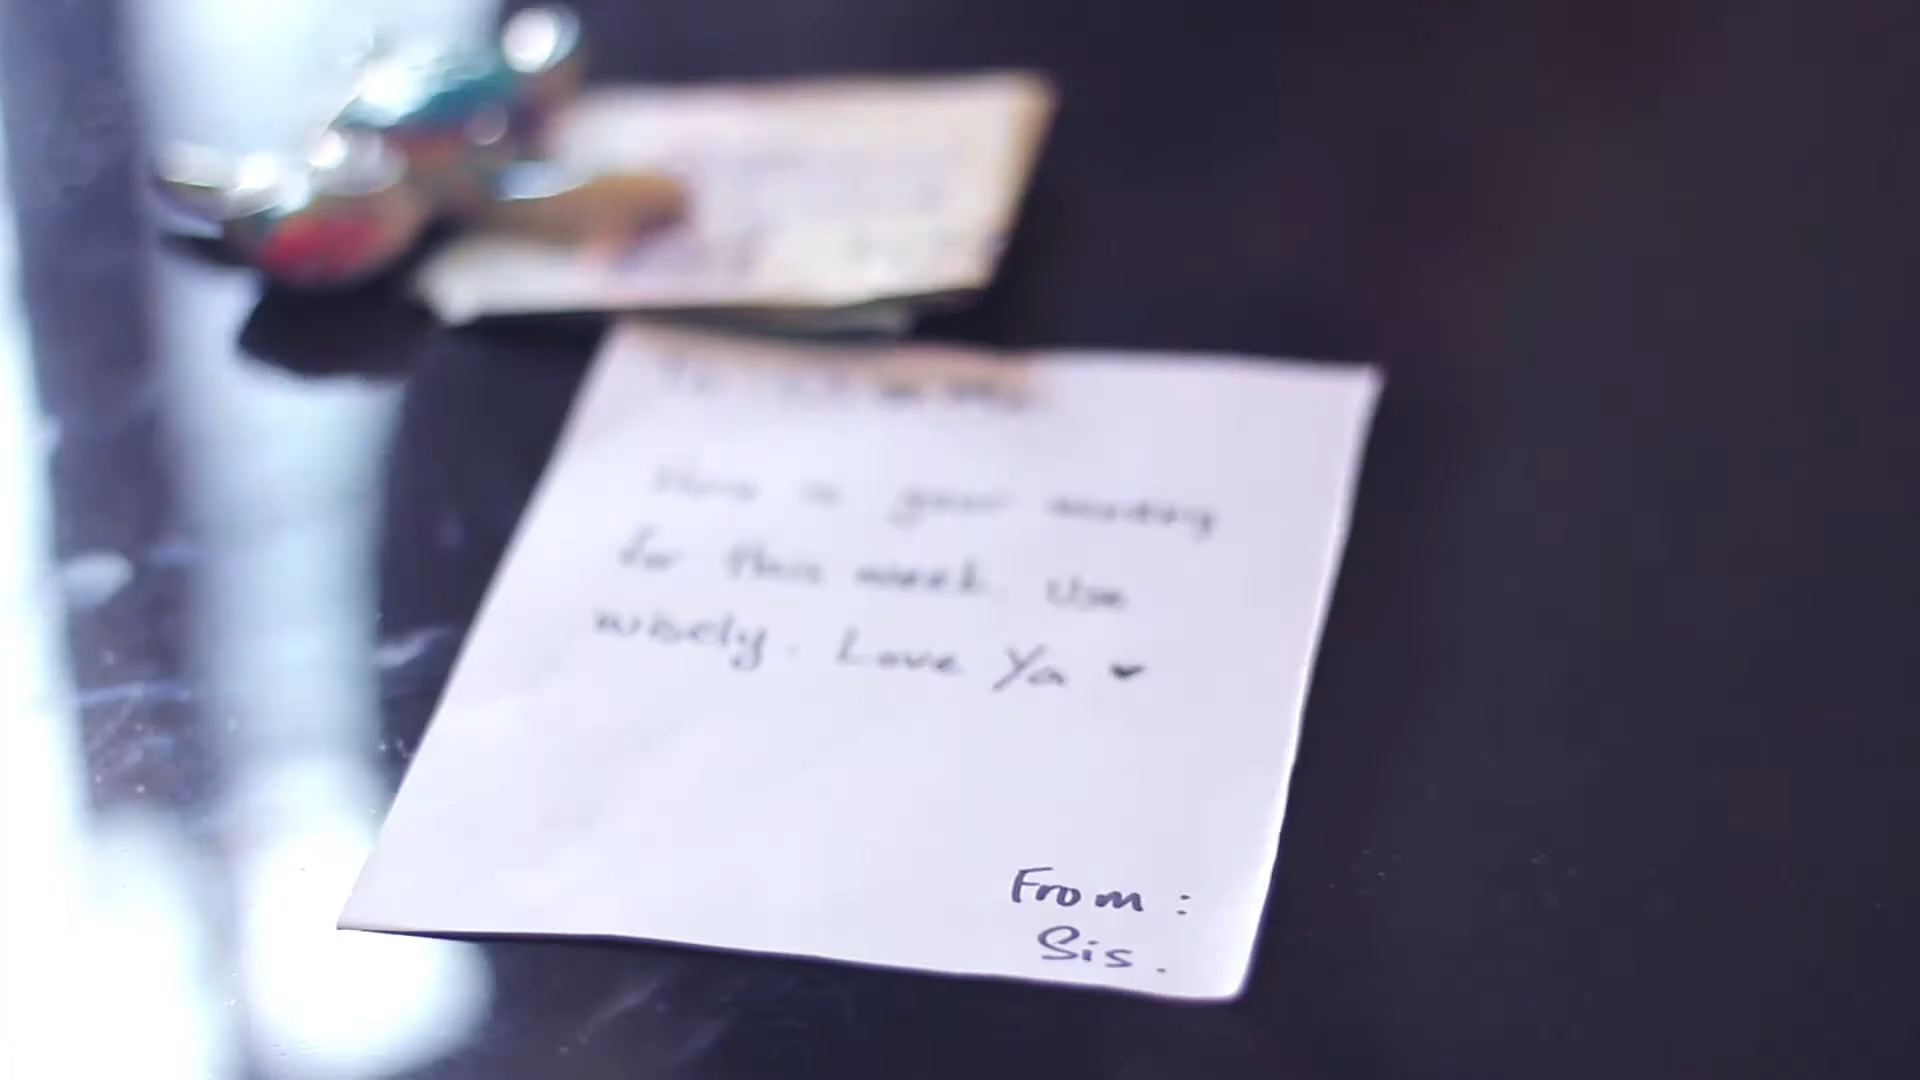 Here is your money
for this week. Use
wisely. Love Ya ♥
From :
Sis.